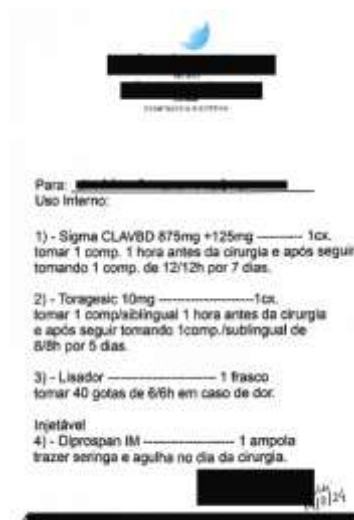 Para:
Uso Interno:
1) - Sigma CLAVBD 875mg +125mg ---------- 1cx.
tomar 1 comp. 1 hora antes da cirurgia e após seguir
tomando 1 comp. de 12/12h por 7 dias.
2) - Toragesic 10mg --------------------1cx.
tomar 1 comp/siblingual 1 hora antes da cirurgia
e após seguir tomando 1comp./sublingual de
8/8h por 5 dias.
3) - Lisador -------------------- 1 frasco
tomar 40 gotas de 6/6h em caso de dor.
Injetável
4) - Diprospan IM ----------------- 1 ampola
trazer seringa e agulha no dia da cirurgia.